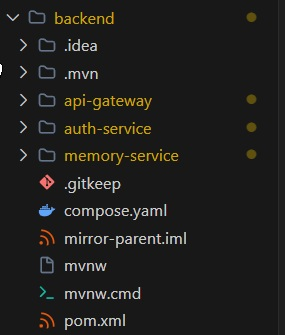 backend
.idea
.mvn
api-gateway
auth-service
memory-service
.gitkeep
compose.yaml
mirror-parent.iml
mvnw
mvnw.cmd
pom.xml